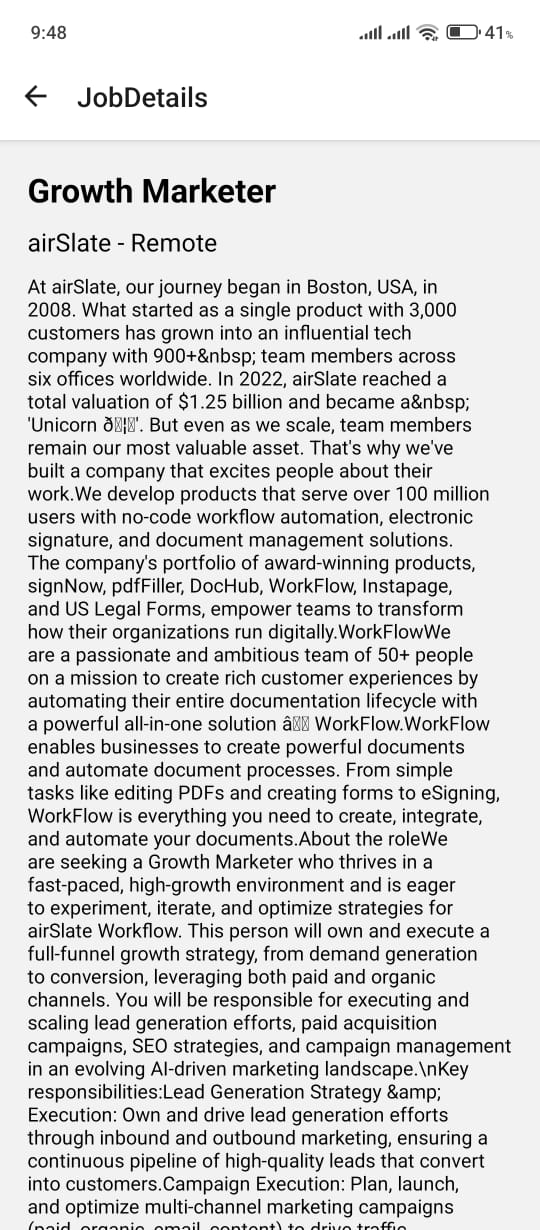 9:48
41%
JobDetails
Growth Marketer
airSlate - Remote
At airSlate, our journey began in Boston, USA, in
2008. What started as a single product with 3,000
customers has grown into an influential tech
company with 900+&nbsp; team members across
six offices worldwide. In 2022, airSlate reached a
total valuation of $1.25 billion and became a&nbsp;
'Unicorn ð¦'. But even as we scale, team members
remain our most valuable asset. That's why we've
built a company that excites people about their
work.We develop products that serve over 100 million
users with no-code workflow automation, electronic
signature, and document management solutions.
The company's portfolio of award-winning products,
signNow, pdfFiller, DocHub, WorkFlow, Instapage,
and US Legal Forms, empower teams to transform
how their organizations run digitally.WorkFlowWe
are a passionate and ambitious team of 50+ people
on a mission to create rich customer experiences by
automating their entire documentation lifecycle with
a powerful all-in-one solution â WorkFlow.WorkFlow
enables businesses to create powerful documents
and automate document processes. From simple
tasks like editing PDFs and creating forms to eSigning,
WorkFlow is everything you need to create, integrate,
and automate your documents.About the roleWe
are seeking a Growth Marketer who thrives in a
fast-paced, high-growth environment and is eager
to experiment, iterate, and optimize strategies for
airSlate Workflow. This person will own and execute a
full-funnel growth strategy, from demand generation
to conversion, leveraging both paid and organic
channels. You will be responsible for executing and
scaling lead generation efforts, paid acquisition
campaigns, SEO strategies, and campaign management
in an evolving AI-driven marketing landscape.\nKey
responsibilities:Lead Generation Strategy &amp;
Execution: Own and drive lead generation efforts
through inbound and outbound marketing, ensuring a
continuous pipeline of high-quality leads that convert
into customers.Campaign Execution: Plan, launch,
and optimize multi-channel marketing campaigns
(paid, organic, email, content) to drive traffic,